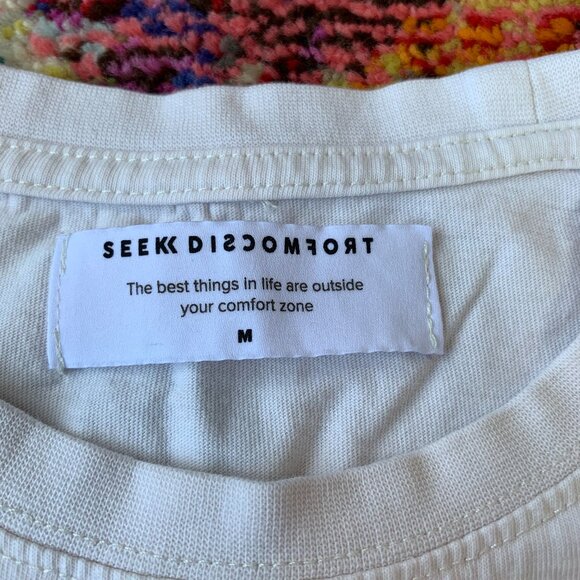 SEEK DISCOMFORT
The best things in life are outside
your comfort zone
M